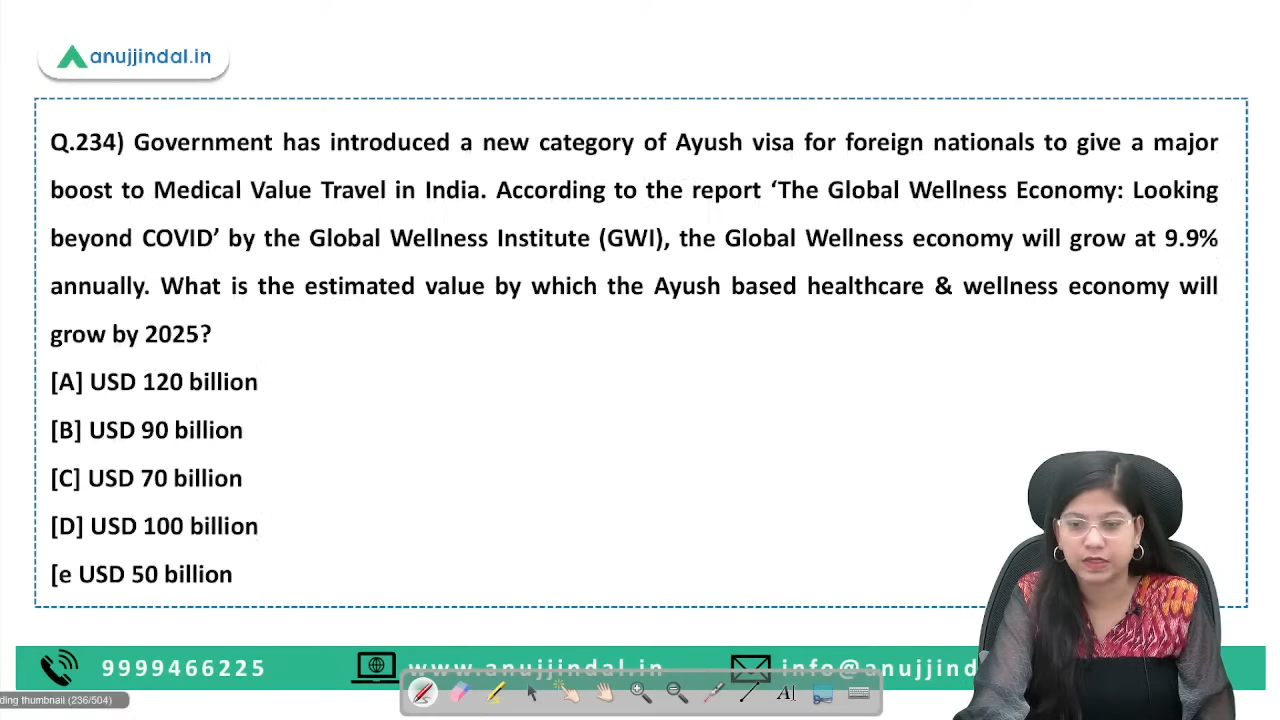 anujjindal.in
Q.234) Government has introduced a new category of Ayush visa for foreign nationals to give a major
boost to Medical Value Travel in India. According to the report ‘The Global Wellness Economy: Looking
beyond COVID’ by the Global Wellness Institute (GWI), the Global Wellness economy will grow at 9.9%
annually. What is the estimated value by which the Ayush based healthcare & wellness economy will
grow by 2025?
[A] USD 120 billion
[B] USD 90 billion
[C] USD 70 billion
[D] USD 100 billion
[e USD 50 billion
9999466225
www.anujjindal.in
info@anujjind
ding thumbnail (236/504)
A